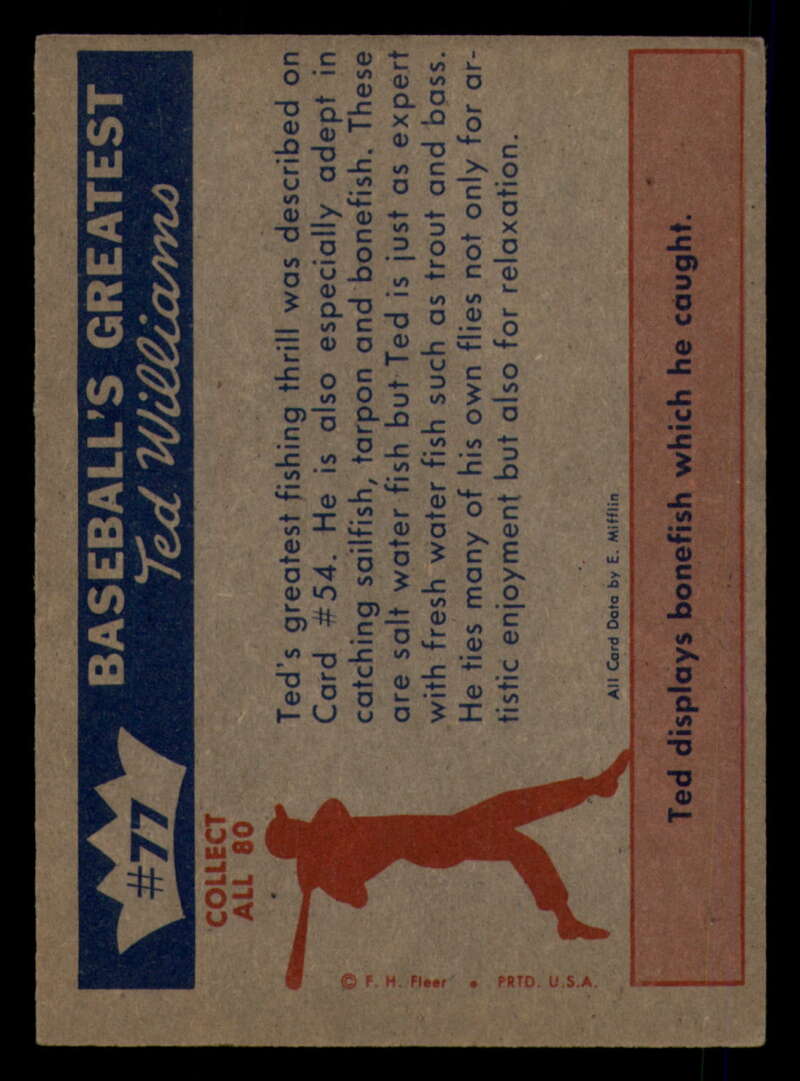 #77
BASEBALL'S GREATEST
Ted Williams
COLLECT
ALL 80
Ted's greatest fishing thrill was described on
Card #54. He is also especially adept in
catching sailfish, tarpon and bonefish. These
are salt water fish but Ted is just as expert
with fresh water fish such as trout and bass.
He ties many of his own flies not only for ar-
tistic enjoyment but also for relaxation.
© F. H. Fleer • PRTD. U.S.A.
All Card Data by E. Mifflin
Ted displays bonefish which he caught.